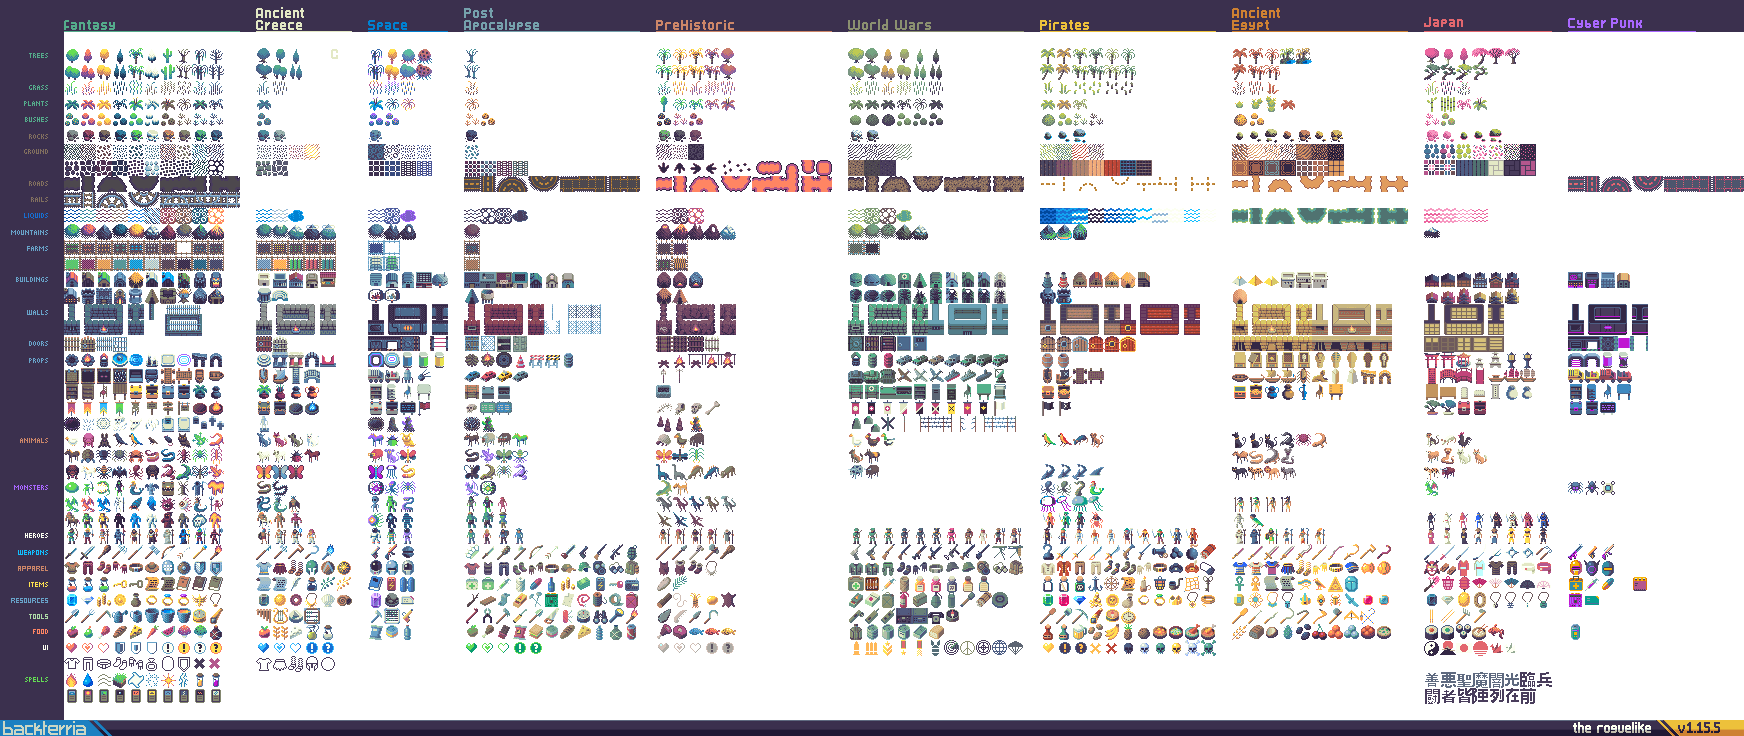 Fantasy
Ancient
Greece
Space
Post
Apocalypse
PreHistoric
World Wars
Pirates
Ancient
Egypt
Japan
Cyber Punk
TREES
GRASS
PLANTS
BUSHES
ROCKS
GROUND
ROADS
RAILS
LIQUIDS
MOUNTAINS
FARMS
BUILDINGS
WALLS
DOORS
PROPS
ANIMALS
MONSTERS
HEROES
WEAPONS
APPAREL
ITEMS
RESOURCES
TOOLS
FOOD
UI
SPELLS
善悪聖魔闇光臨兵
闘者皆陣列在前
backterria
the roguelike
v1.15.5